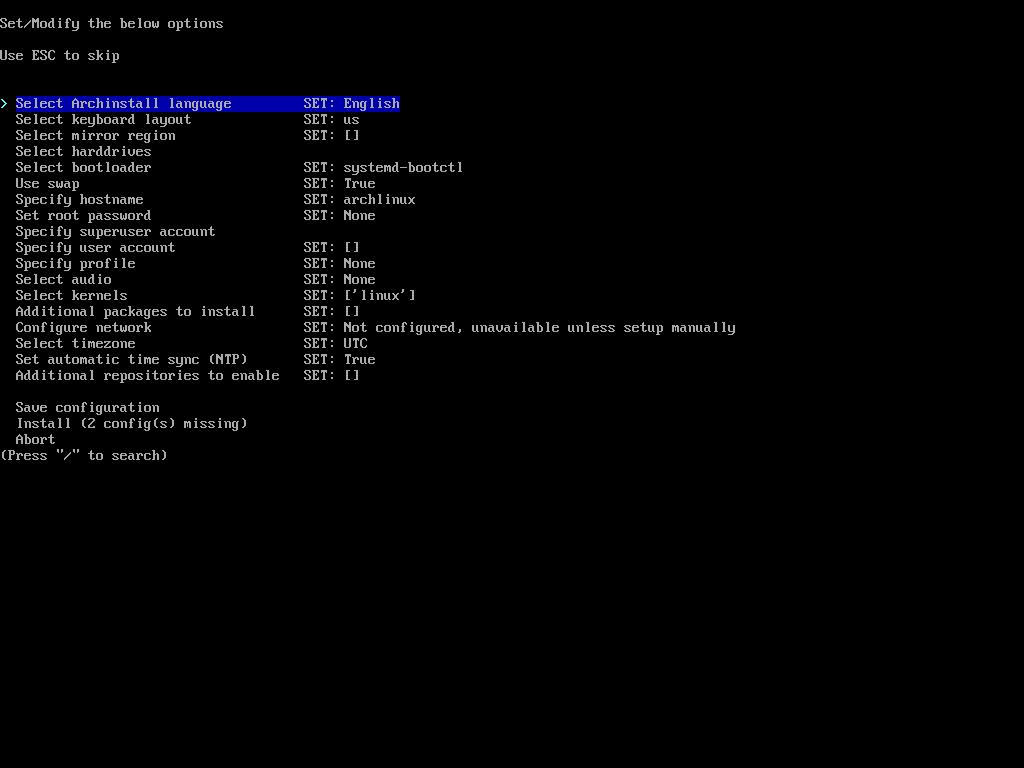 Set/Modify the below options
Use ESC to skip
> Select Archinstall language SET: English
Select keyboard layout SET: us
Select mirror region SET: []
Select harddrives
Select bootloader SET: systemd-bootctl
Use swap SET: True
Specify hostname SET: archlinux
Set root password SET: None
Specify superuser account
Specify user account SET: []
Specify profile SET: None
Select audio SET: None
Select kernels SET: ['linux']
Additional packages to install SET: []
Configure network SET: Not configured, unavailable unless setup manually
Select timezone SET: UTC
Set automatic time sync (NTP) SET: True
Additional repositories to enable SET: []
Save configuration
Install (2 config(s) missing)
Abort
(Press "/" to search)